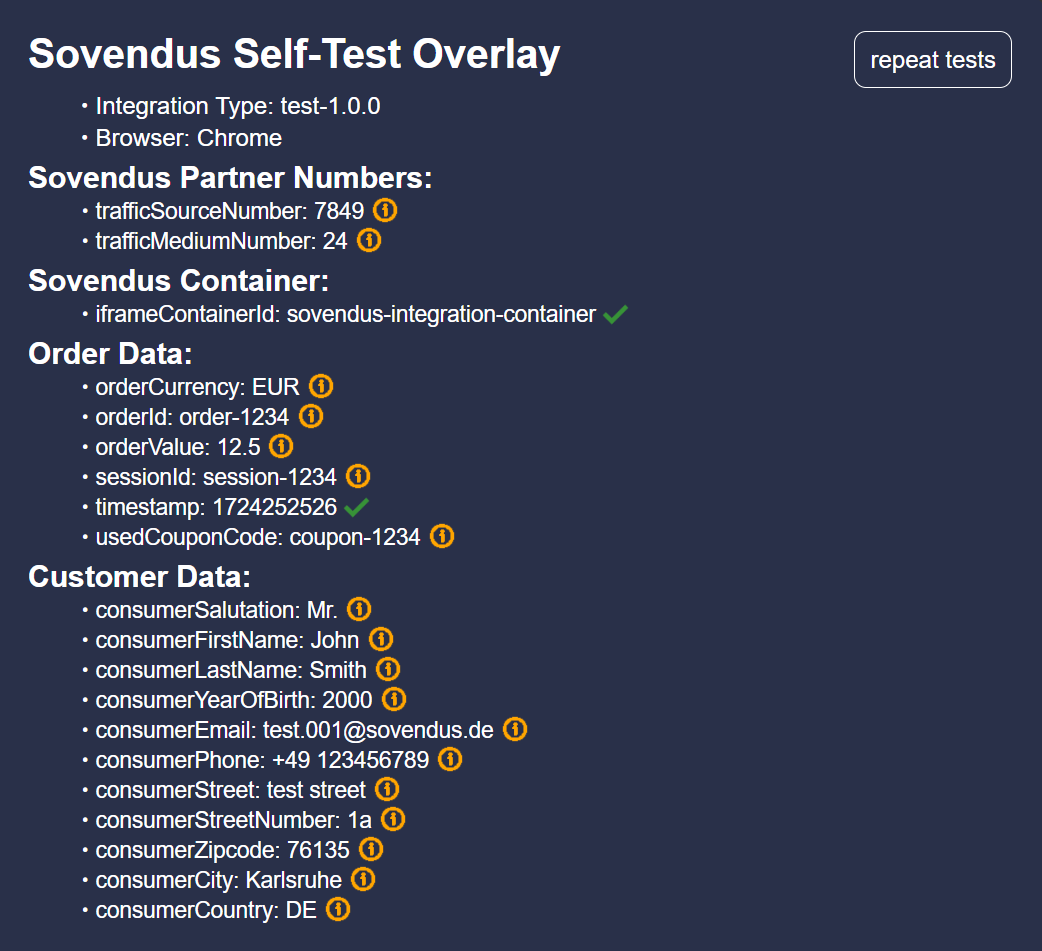 Sovendus Self-Test Overlay
repeat tests
• Integration Type: test-1.0.0
• Browser: Chrome
Sovendus Partner Numbers:
• trafficSourceNumber: 7849
• trafficMediumNumber: 24
Sovendus Container:
• iframeContainerId: sovendus-integration-container
Order Data:
• orderCurrency: EUR
• orderId: order-1234
• orderValue: 12.5
• sessionId: session-1234
• timestamp: 1724252526
• usedCouponCode: coupon-1234
Customer Data:
• consumerSalutation: Mr.
• consumerFirstName: John
• consumerLastName: Smith
• consumerYearOfBirth: 2000
• consumerEmail: test.001@sovendus.de
• consumerPhone: +49 123456789
• consumerStreet: test street
• consumerStreetNumber: 1a
• consumerZipcode: 76135
• consumerCity: Karlsruhe
• consumerCountry: DE